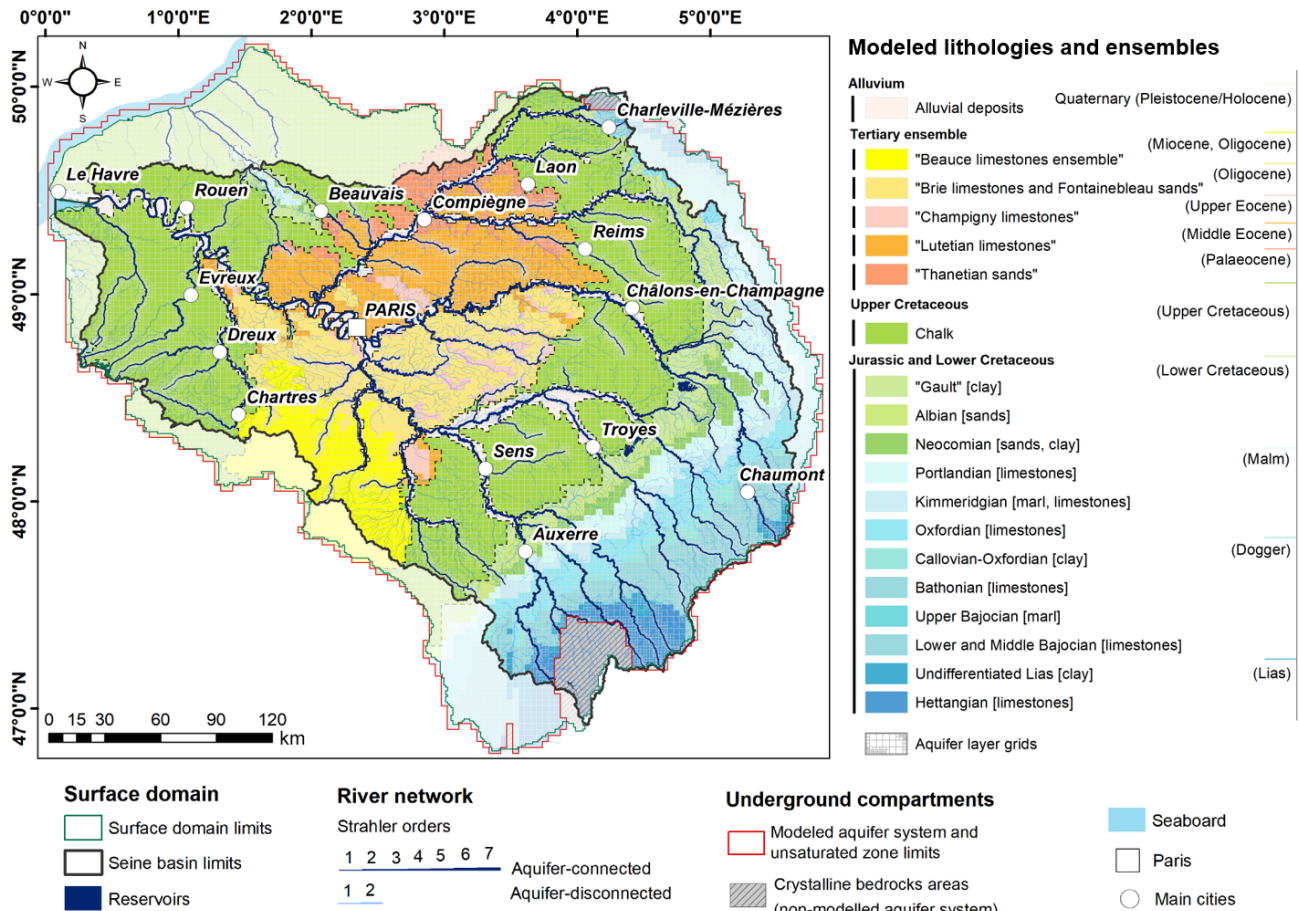 0°0'0"E 1°0'0"E 2°0'0"E 3°0'0"E 4°0'0"E 5°0'0"E
50°0'0"N
49°0'0"N
48°0'0"N
47°0'0"N
N
W E
S
Charleville-Mézières
Le Havre
Rouen
Beauvais
Laon
Compiègne
Reims
Evreux
Châlons-en-Champagne
PARIS
Dreux
Chartres
Troyes
Sens
Chaumont
Auxerre
0 15 30 60 90 120
km
Modeled lithologies and ensembles
Alluvium
Alluvial deposits
Quaternary (Pleistocene/Holocene)
Tertiary ensemble
(Miocene, Oligocene)
"Beauce limestones ensemble"
(Oligocene)
"Brie limestones and Fontainebleau sands"
(Upper Eocene)
"Champigny limestones"
(Middle Eocene)
"Lutetian limestones"
(Palaeocene)
"Thanetian sands"
Upper Cretaceous
(Upper Cretaceous)
Chalk
Jurassic and Lower Cretaceous
(Lower Cretaceous)
"Gault" [clay]
Albian [sands]
Neocomian [sands, clay]
(Malm)
Portlandian [limestones]
Kimmeridgian [marl, limestones]
Oxfordian [limestones]
(Dogger)
Callovian-Oxfordian [clay]
Bathonian [limestones]
Upper Bajocian [marl]
Lower and Middle Bajocian [limestones]
Undifferentiated Lias [clay]
(Lias)
Hettangian [limestones]
Aquifer layer grids
Surface domain
Surface domain limits
Seine basin limits
Reservoirs
River network
Strahler orders
1 2 3 4 5 6 7
Aquifer-connected
1 2
Aquifer-disconnected
Underground compartments
Modeled aquifer system and
unsaturated zone limits
Crystalline bedrocks areas
(non-modelled aquifer system)
Seaboard
Paris
Main cities